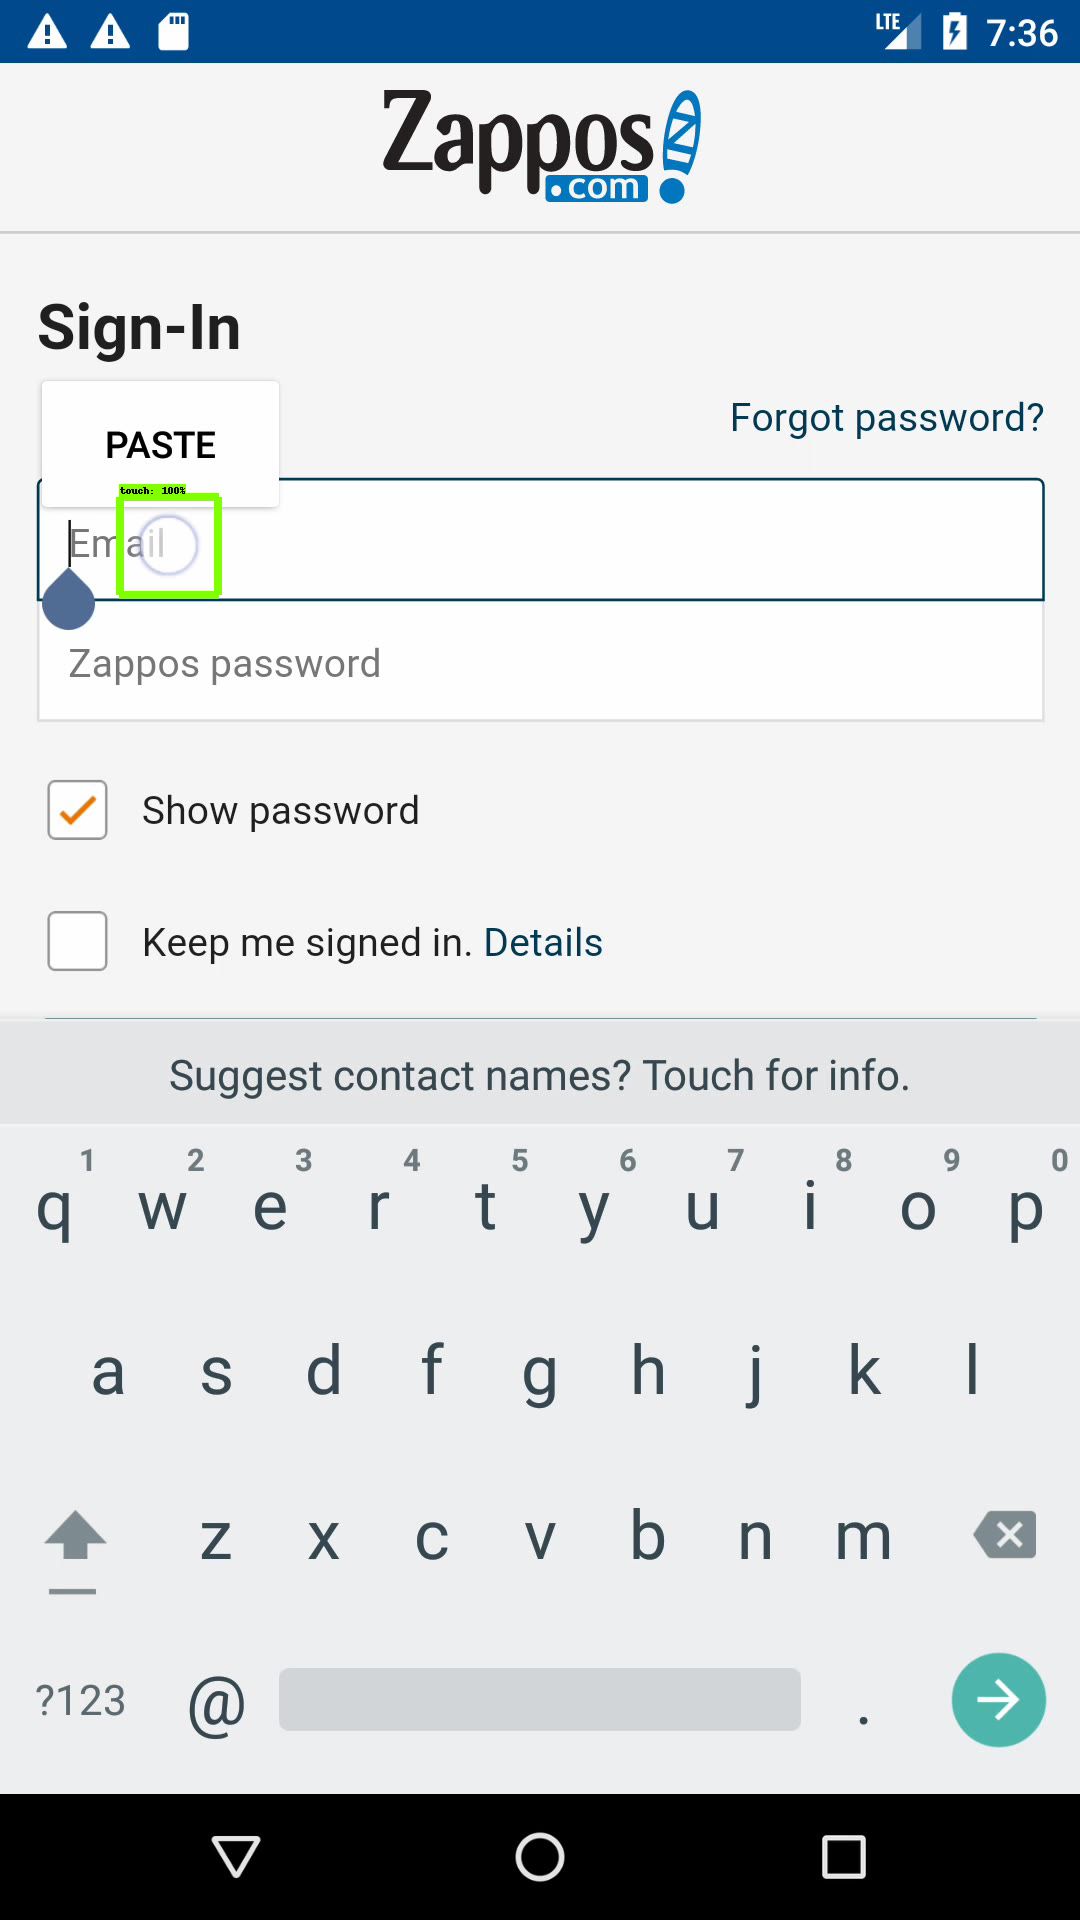 LTE 7:36
Zappos
.com
Sign-In
PASTE
Forgot password?
touch: 100%
Email
Zappos password
Show password
Keep me signed in. Details
Suggest contact names? Touch for info.
1 2 3 4 5 6 7 8 9 0
q w e r t y u i o p
a s d f g h j k l
z x c v b n m
?123 @ .